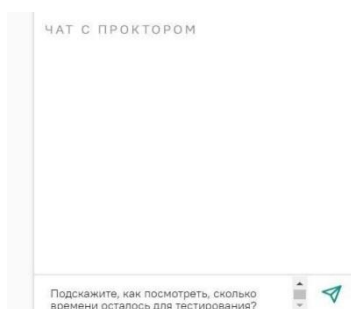 ЧАТ С ПРОКТОРОМ
Подскажите, как посмотреть, сколько
времени осталось для тестирования?